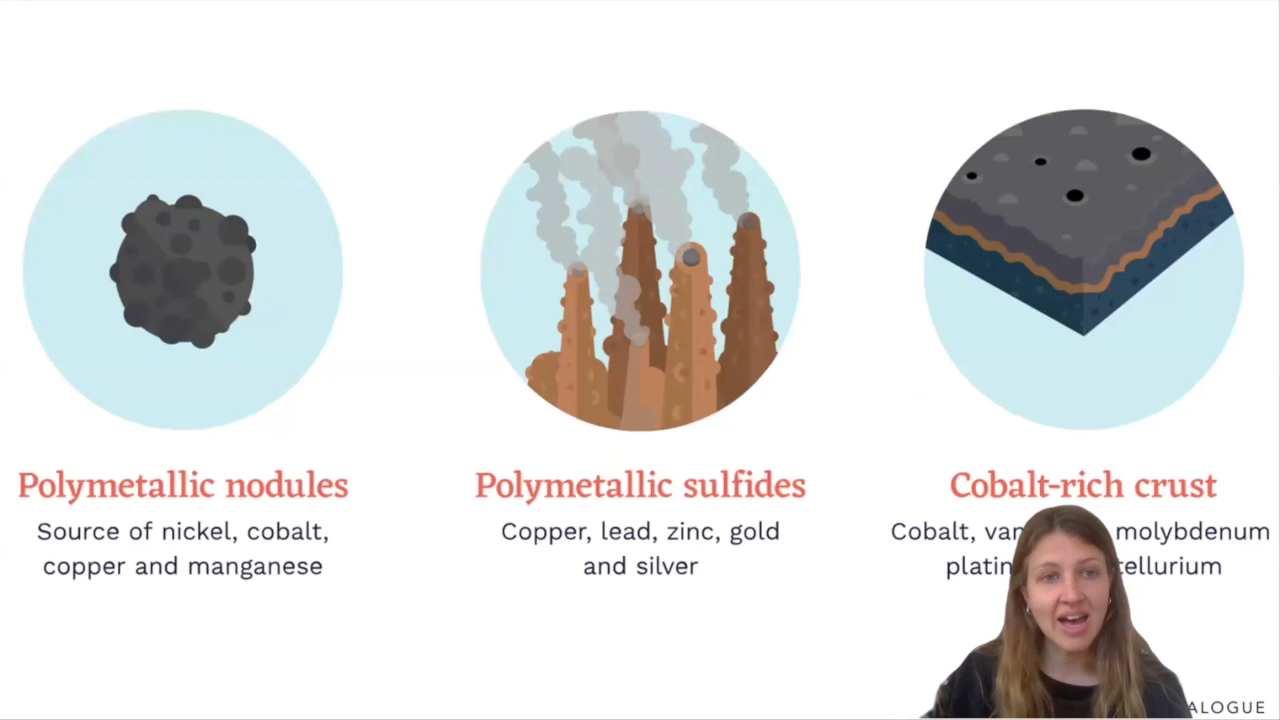 Polymetallic nodules
Source of nickel, cobalt,
copper and manganese
Polymetallic sulfides
Copper, lead, zinc, gold
and silver
Cobalt-rich crust
Cobalt, molybdenum
tellurium